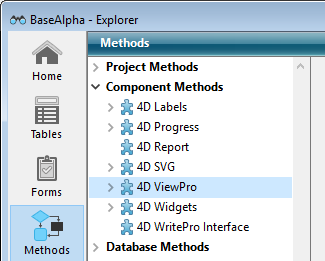 BaseAlpha - Explorer
Home
Tables
Forms
Methods
Methods
Project Methods
Component Methods
4D Labels
4D Progress
4D Report
4D SVG
4D ViewPro
4D Widgets
4D WritePro Interface
Database Methods